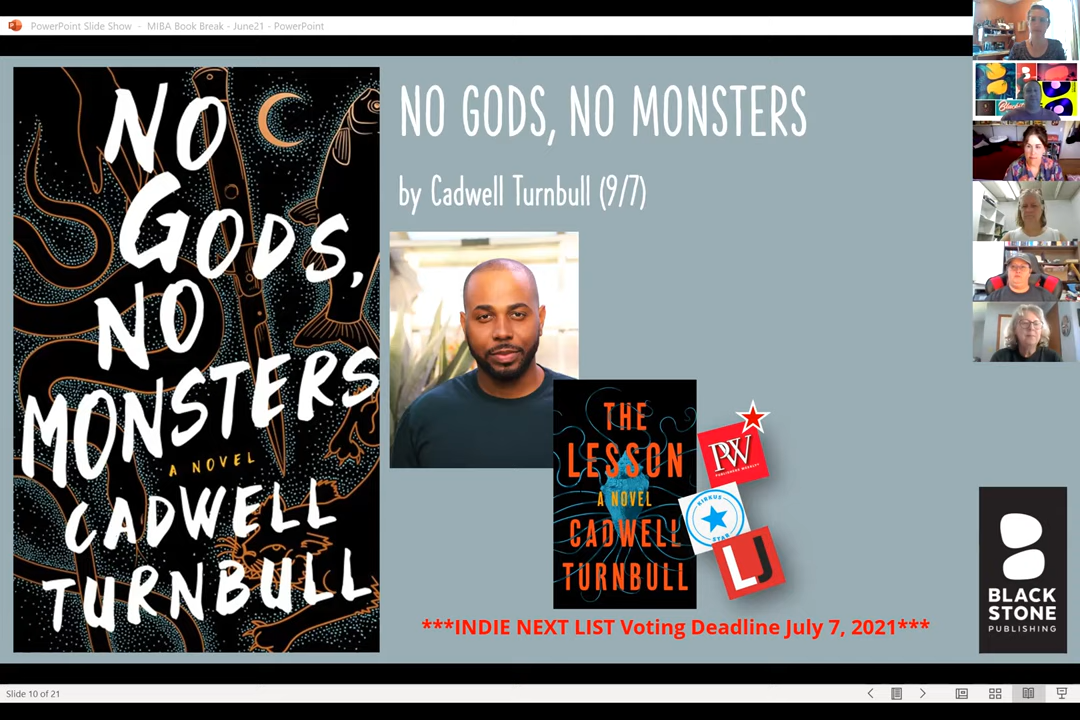 PowerPoint Slide Show - MIBA Book Break - June21 - PowerPoint
NO
GODS,
NO
MONSTERS
A NOVEL
CADWELL
TURNBULL
NO GODS, NO MONSTERS
by Cadwell Turnbull (9/7)
THE
LESSON
A NOVEL
CADWELL
TURNBULL
PW
PUBLISHERS WEEKLY
KIRKUS
STAR
LJ
***INDIE NEXT LIST Voting Deadline July 7, 2021***
BLACK
STONE
PUBLISHING
Slide 10 of 21